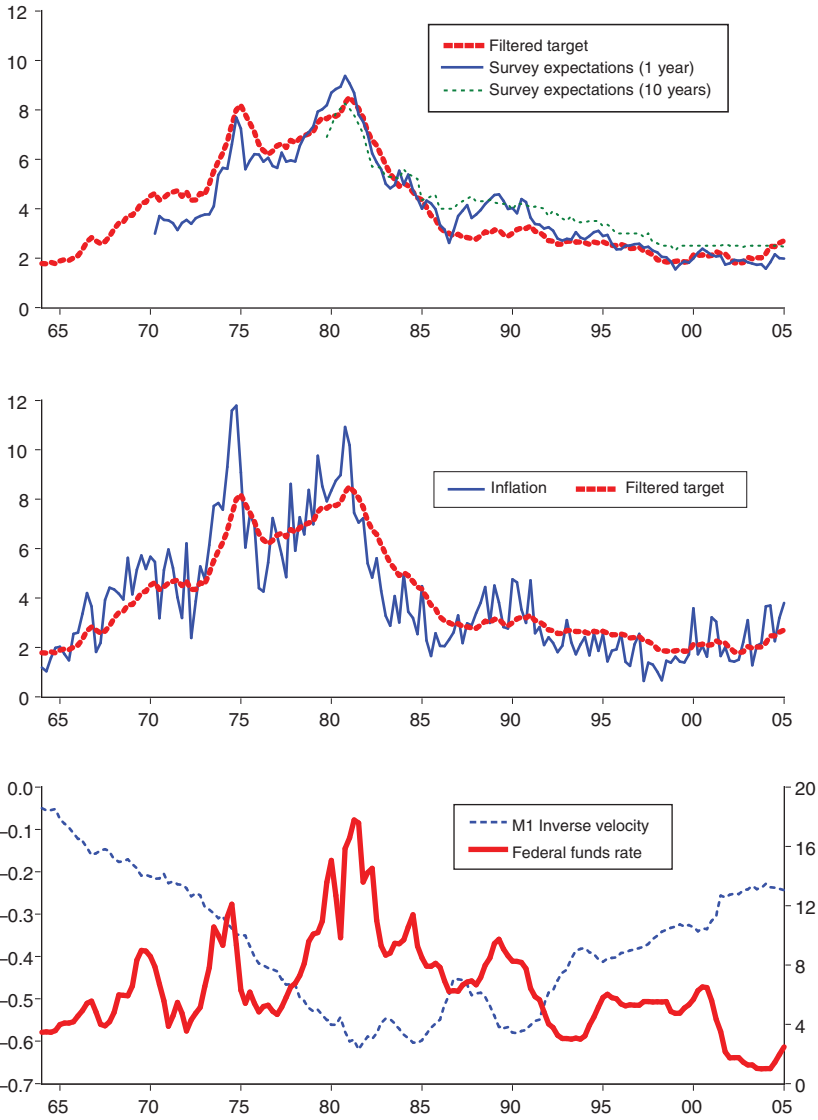 12
10
8
6
4
2
0
Filtered target
Survey expectations (1 year)
Survey expectations (10 years)
65 70 75 80 85 90 95 00 05
12
10
8
6
4
2
0
Inflation Filtered target
65 70 75 80 85 90 95 00 05
0.0 20
–0.1
–0.2 16
–0.3 12
–0.4
–0.5 8
–0.6 4
–0.7 0
M1 Inverse velocity
Federal funds rate
65 70 75 80 85 90 95 00 05